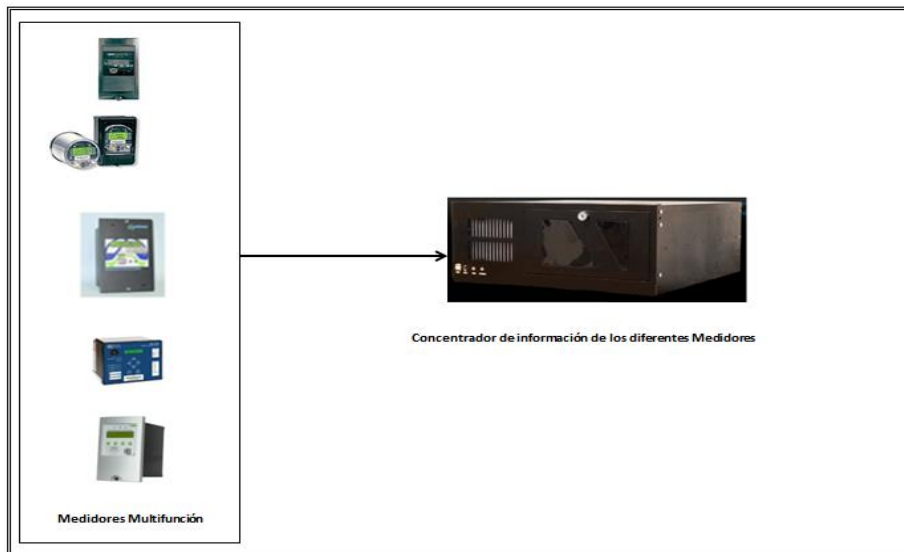 Concentrador de información de los diferentes Medidores
Medidores Multifunción